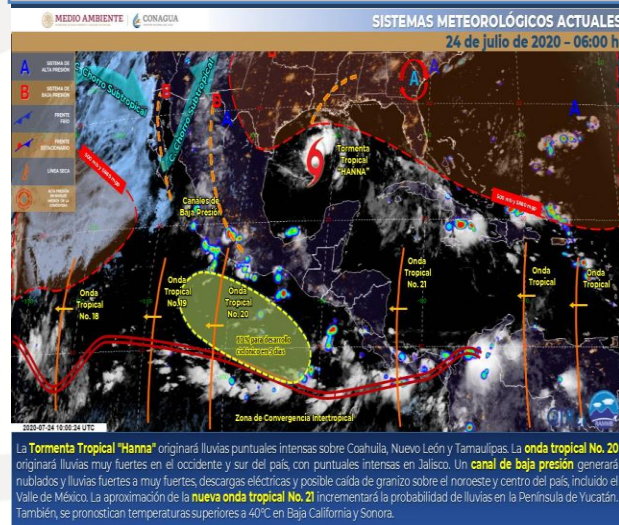 MEDIO AMBIENTE
CONAGUA
SISTEMAS METEOROLÓGICOS ACTUALES
24 de julio de 2020 – 06:00 h
A
SISTEMA DE
ALTA PRESIÓN
B
SISTEMA DE
BAJA PRESIÓN
FRENTE
FRÍO
FRENTE
ESTACIONARIO
LÍNEA SECA
C. Chorro Subtropical
C. Chorro Subtropical
B
B
A
A
A
A
Tormenta
Tropical
"HANNA"
Canales de
Baja Presión
Onda
Tropical
No. 18
Onda
Tropical
No.19
Onda
Tropical
No. 20
Onda
Tropical
No. 21
Onda
Tropical
Onda
Tropical
Zona de Convergencia Intertropical
2020-07-24 10:00:24 UTC
La Tormenta Tropical "Hanna" originará lluvias puntuales intensas sobre Coahuila, Nuevo León y Tamaulipas. La onda tropical No. 20
originará lluvias muy fuertes en el occidente y sur del país, con puntuales intensas en Jalisco. Un canal de baja presión generará
nublados y lluvias fuertes a muy fuertes, descargas eléctricas y posible caída de granizo sobre el noroeste y centro del país, incluido el
Valle de México. La aproximación de la nueva onda tropical No. 21 incrementará la probabilidad de lluvias en la Península de Yucatán.
También, se pronostican temperaturas superiores a 40°C en Baja California y Sonora.